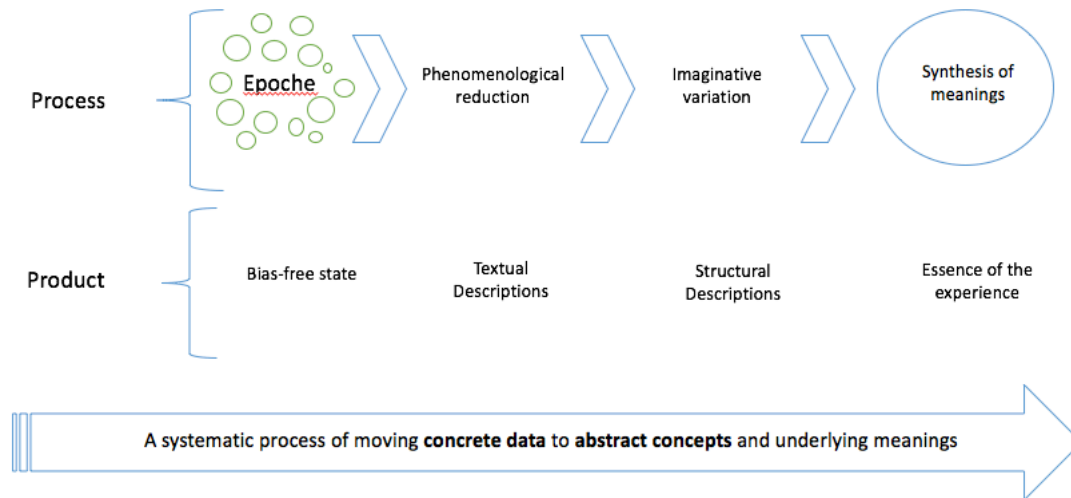 Process
Epoche
Phenomenological
reduction
Imaginative
variation
Synthesis of
meanings
Product
Bias-free state
Textual
Descriptions
Structural
Descriptions
Essence of the
experience
A systematic process of moving concrete data to abstract concepts and underlying meanings